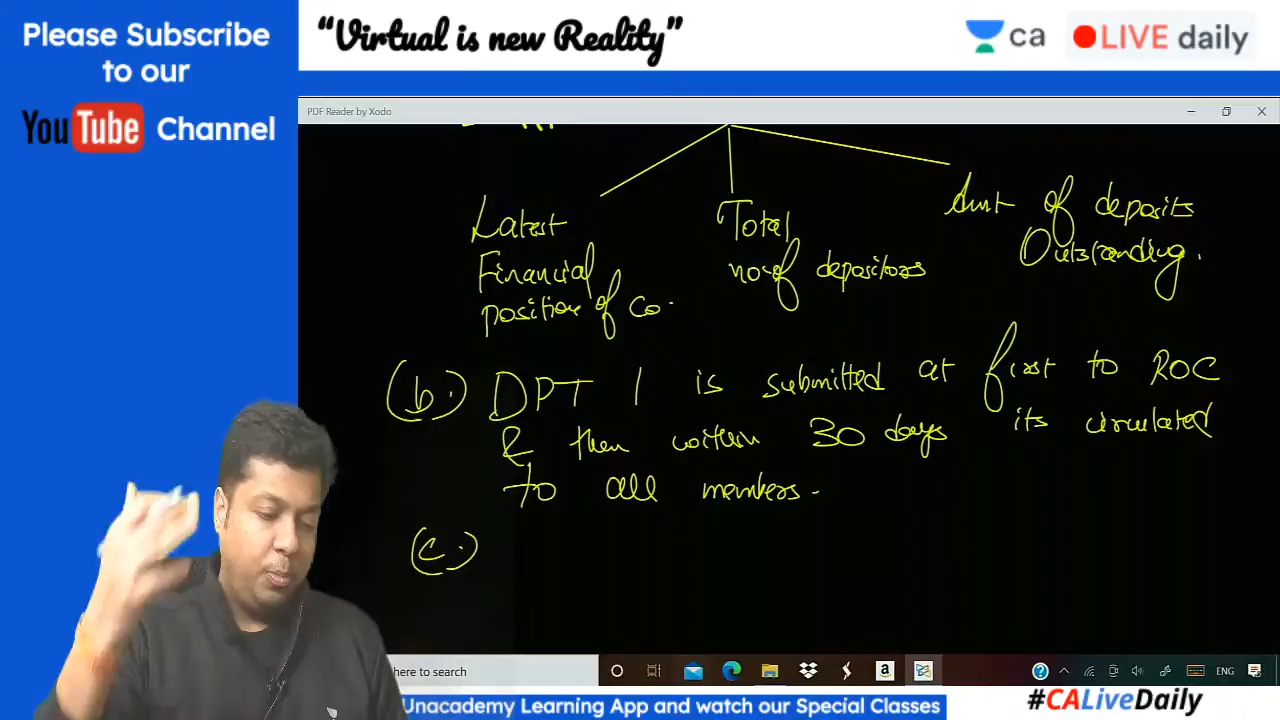 Please Subscribe
to our
YouTube Channel
“Virtual is new Reality”
ca
LIVE daily
PDF Reader by Xodo
Latest
Financial
position of Co.
Total
no. of depositors
Amt of deposits
Outstanding.
(b.) DPT 1 is submitted at first to ROC
& then within 30 days its circulated
to all members.
(c.)
here to search
ENG
Unacademy Learning App and watch our Special Classes
#CALiveDaily